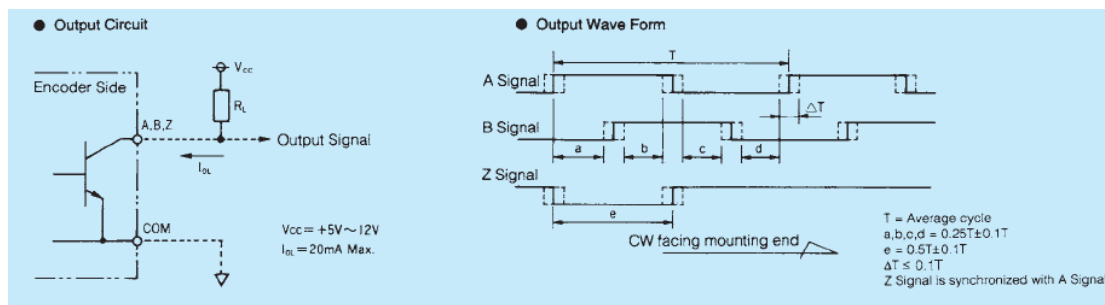 ● Output Circuit
Encoder Side
Vcc
RL
A,B,Z
Output Signal
IOL
COM
Vcc= +5V～12V
IOL=20mA Max.
● Output Wave Form
T
A Signal
ΔT
B Signal
a b c d
Z Signal
e
CW facing mounting end
T = Average cycle
a,b,c,d = 0.25T±0.1T
e = 0.5T±0.1T
ΔT ≤ 0.1T
Z Signal is synchronized with A Signal